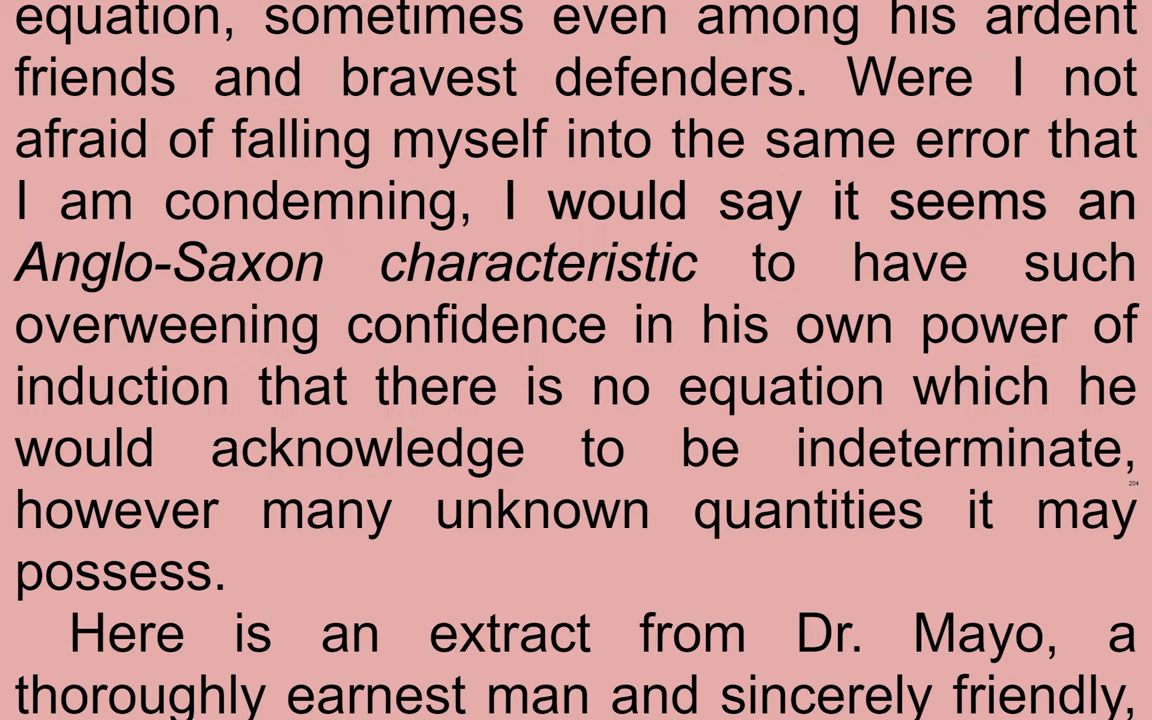 equation, sometimes even among his ardent
friends and bravest defenders. Were I not
afraid of falling myself into the same error that
I am condemning, I would say it seems an
Anglo-Saxon characteristic to have such
overweening confidence in his own power of
induction that there is no equation which he
would acknowledge to be indeterminate,
204
however many unknown quantities it may
possess.
Here is an extract from Dr. Mayo, a
thoroughly earnest man and sincerely friendly,